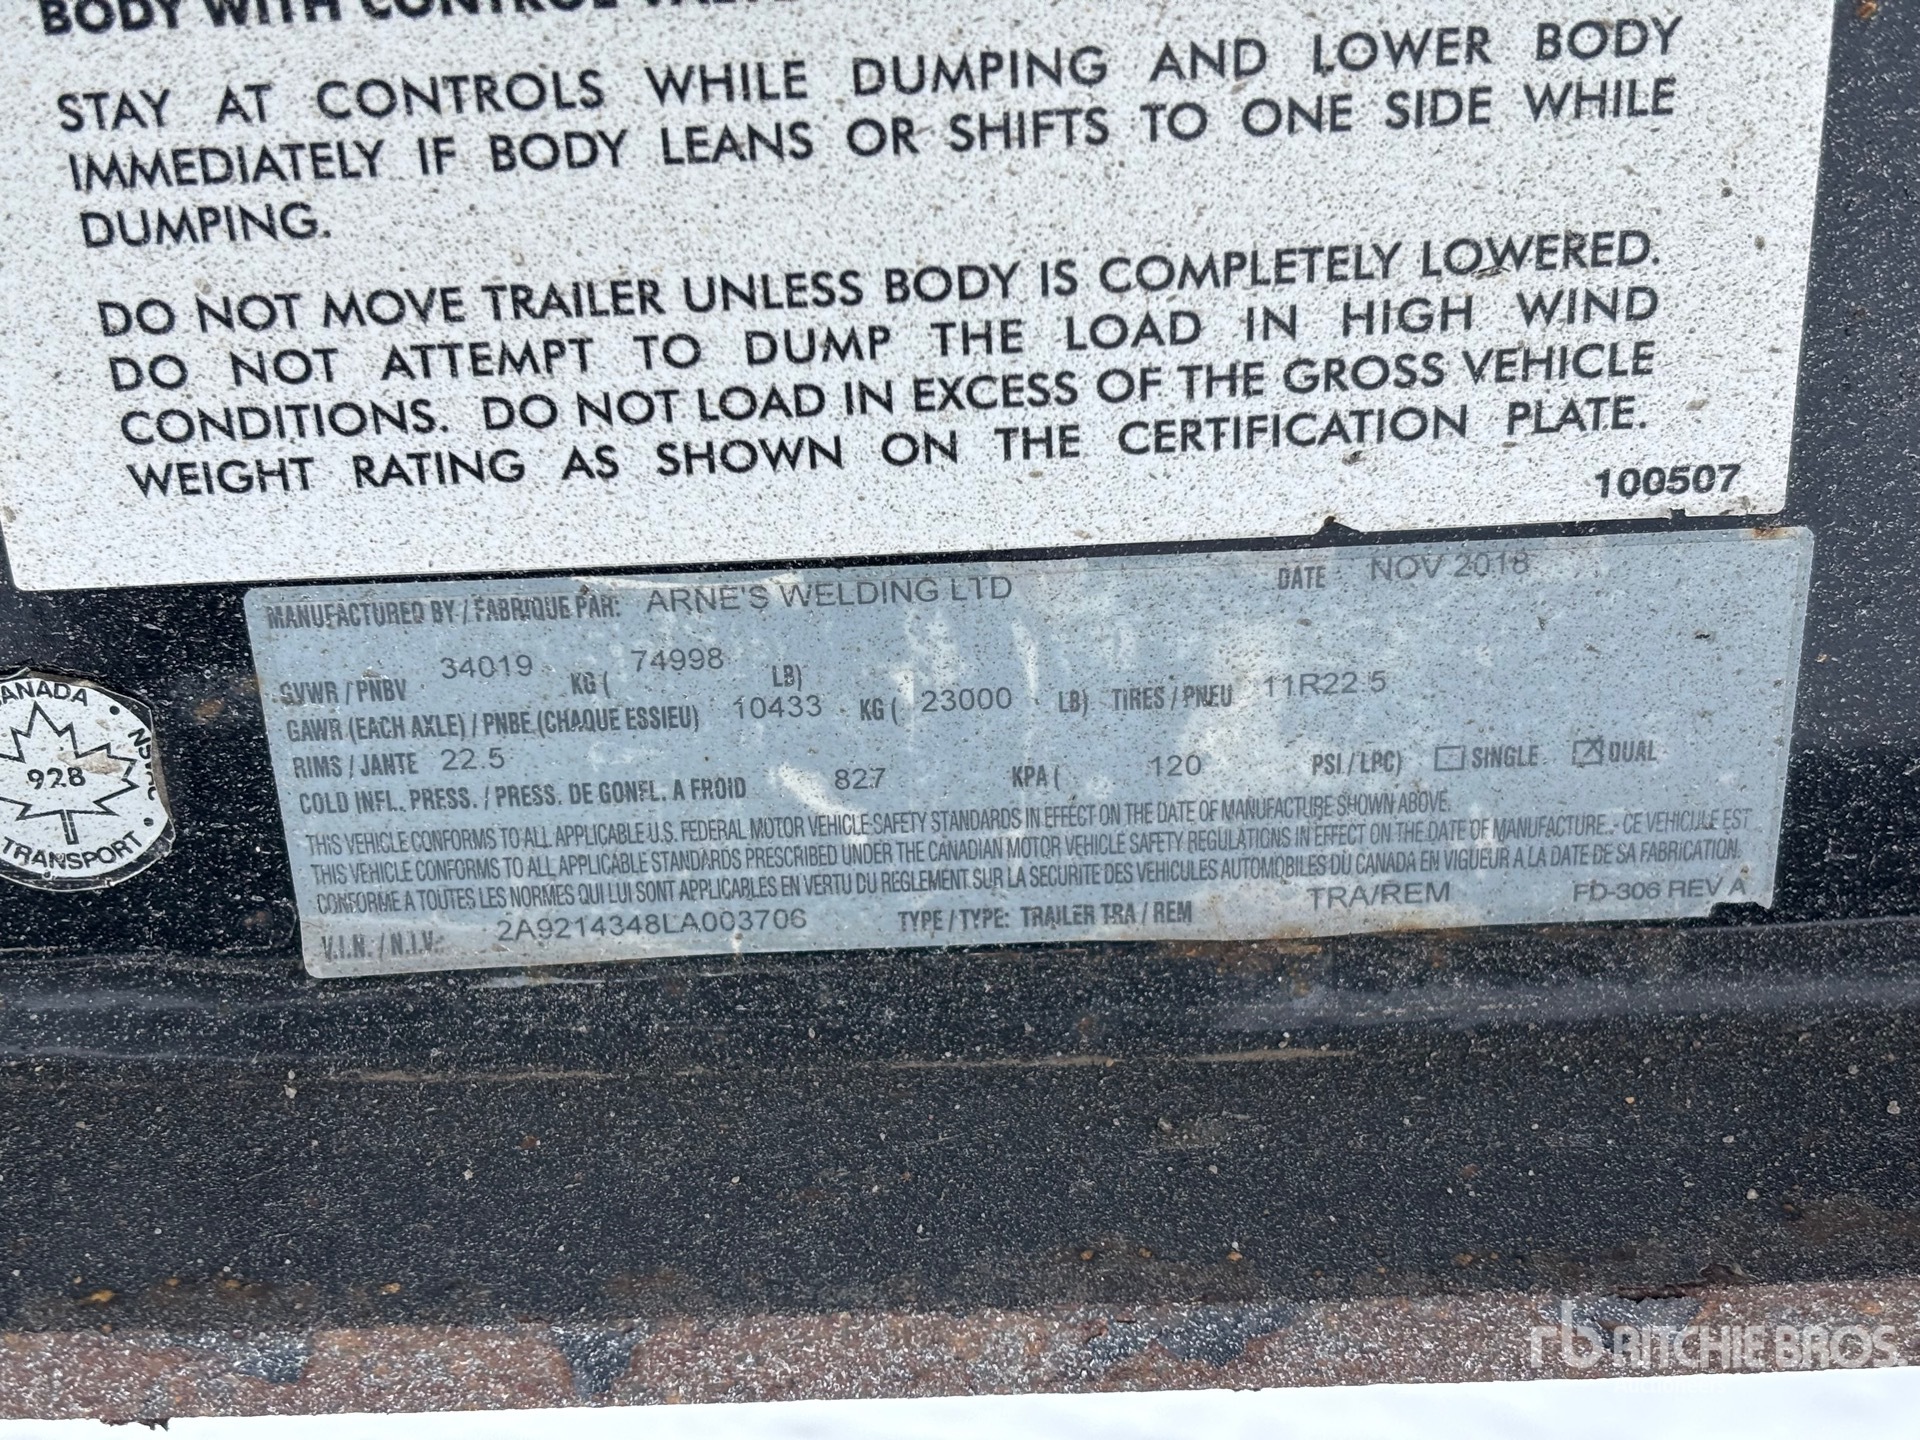 BODY WITH CONTROL VALVE
STAY AT CONTROLS WHILE DUMPING AND LOWER BODY
IMMEDIATELY IF BODY LEANS OR SHIFTS TO ONE SIDE WHILE
DUMPING.
DO NOT MOVE TRAILER UNLESS BODY IS COMPLETELY LOWERED.
DO NOT ATTEMPT TO DUMP THE LOAD IN HIGH WIND
CONDITIONS. DO NOT LOAD IN EXCESS OF THE GROSS VEHICLE
WEIGHT RATING AS SHOWN ON THE CERTIFICATION PLATE.
100507
MANUFACTURED BY / FABRIQUE PAR: ARNE'S WELDING LTD DATE NOV 2018
GVWR / PNBV 34019 KG ( 74998 LB)
GAWR (EACH AXLE) / PNBE (CHAQUE ESSIEU) 10433 KG ( 23000 LB) TIRES / PNEU 11R22.5
RIMS / JANTE 22.5
COLD INFL. PRESS. / PRESS. DE GONFL. A FROID 827 KPA ( 120 PSI / LPC) SINGLE DUAL
THIS VEHICLE CONFORMS TO ALL APPLICABLE U.S. FEDERAL MOTOR VEHICLE SAFETY STANDARDS IN EFFECT ON THE DATE OF MANUFACTURE SHOWN ABOVE.
THIS VEHICLE CONFORMS TO ALL APPLICABLE STANDARDS PRESCRIBED UNDER THE CANADIAN MOTOR VEHICLE SAFETY REGULATIONS IN EFFECT ON THE DATE OF MANUFACTURE. - CE VEHICULE EST
CONFORME A TOUTES LES NORMES QUI LUI SONT APPLICABLES EN VERTU DU REGLEMENT SUR LA SECURITE DES VEHICULES AUTOMOBILES DU CANADA EN VIGUEUR A LA DATE DE SA FABRICATION.
V.I.N. / N.I.V.: 2A9214348LA003706 TYPE / TYPE: TRAILER TRA / REM TRA/REM FD-306 REV A
CANADA
928
TRANSPORT
rb RITCHIE BROS.
Auctioneers